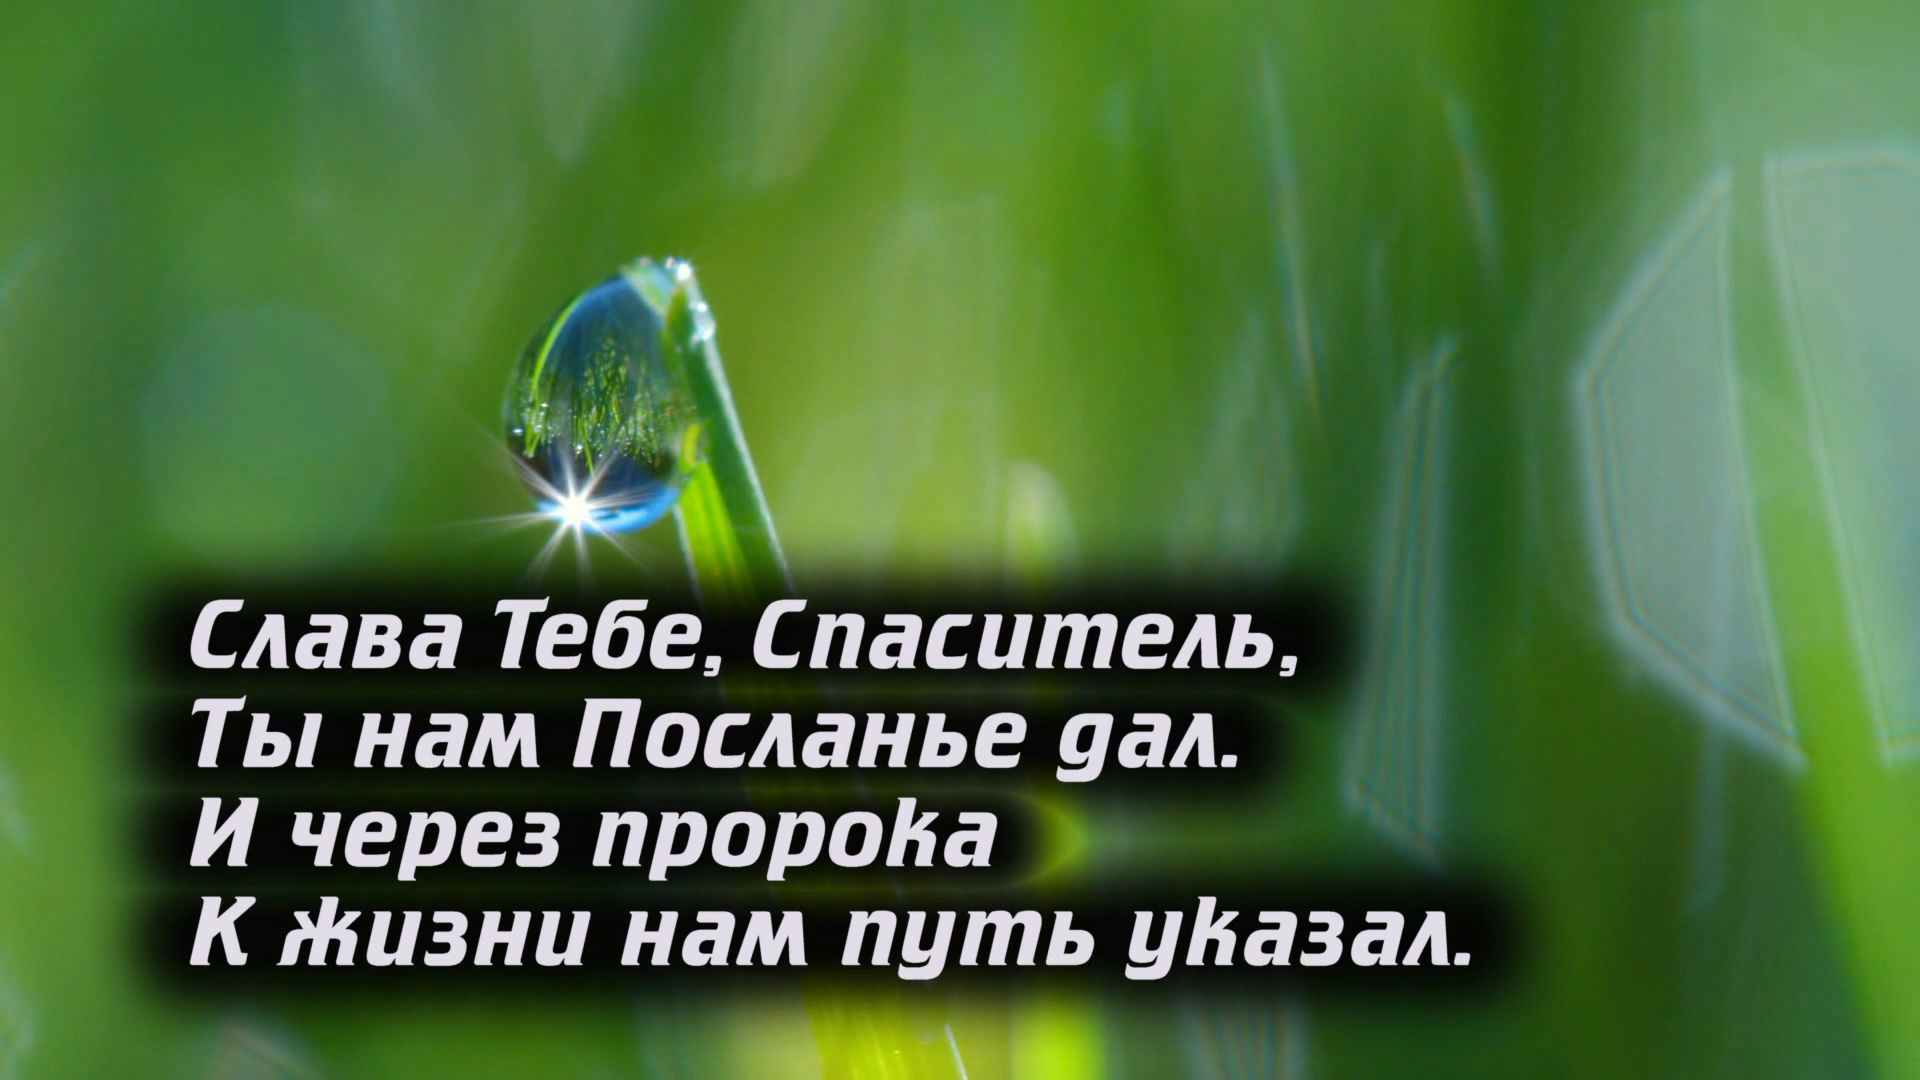 Слава Тебе, Спаситель,
Ты нам Посланье дал.
И через пророка
К жизни нам путь указал.